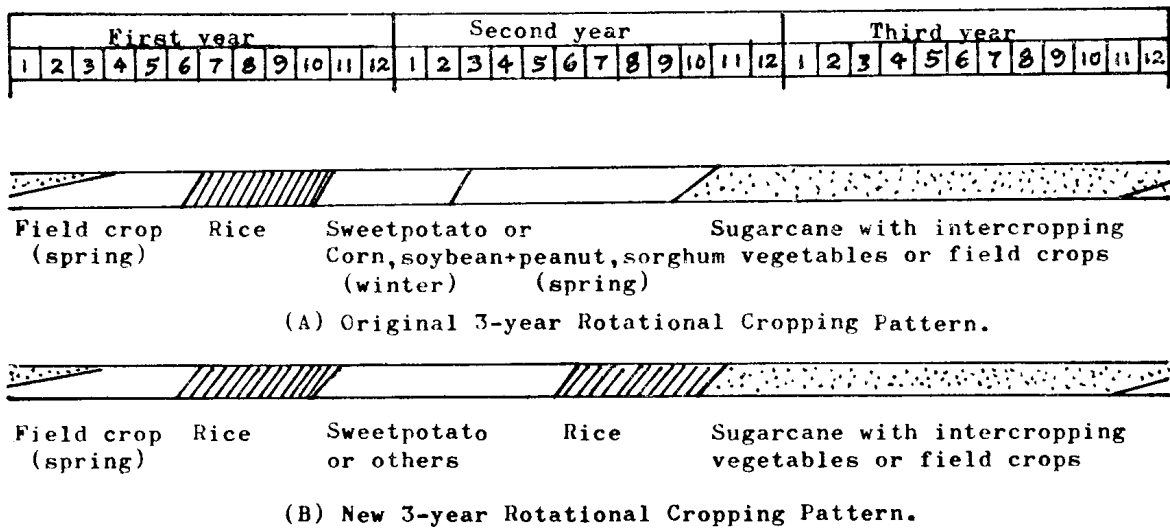 First year Second year Third year
1 2 3 4 5 6 7 8 9 10 11 12 1 2 3 4 5 6 7 8 9 10 11 12 1 2 3 4 5 6 7 8 9 10 11 12
Field crop Rice Sweetpotato or Sugarcane with intercropping
(spring) Corn,soybean+peanut,sorghum vegetables or field crops
(winter) (spring)
(A) Original 3-year Rotational Cropping Pattern.
Field crop Rice Sweetpotato Rice Sugarcane with intercropping
(spring) or others vegetables or field crops
(B) New 3-year Rotational Cropping Pattern.